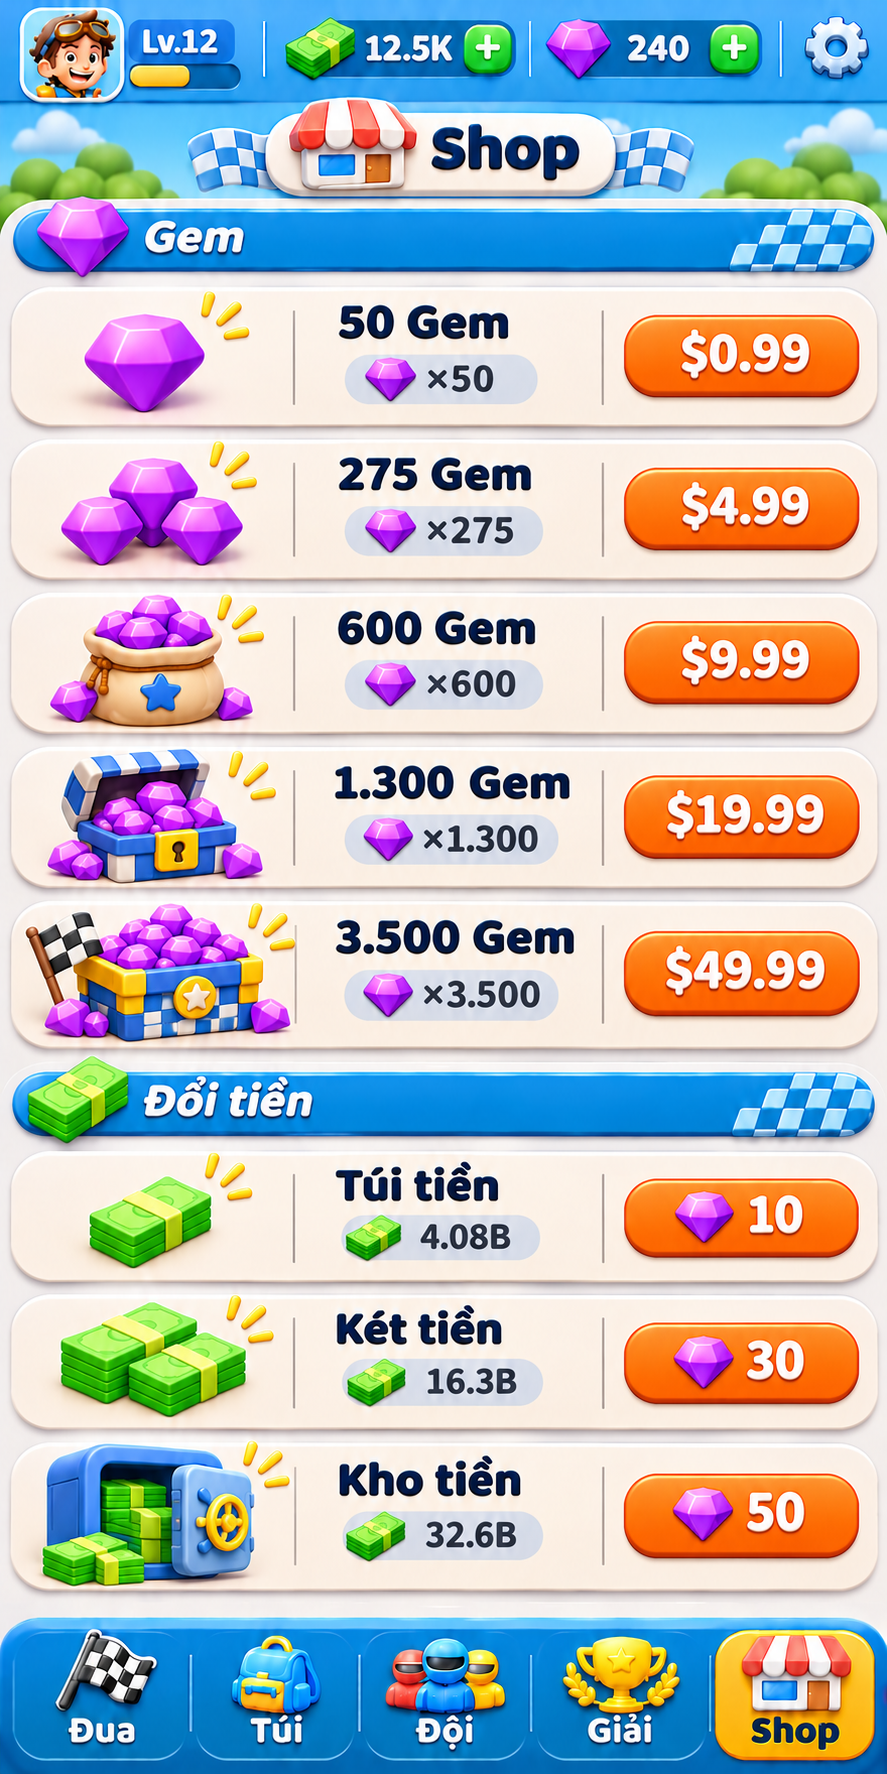 Lv.12
12.5K +
240 +
Shop
Gem
50 Gem
×50
$0.99
275 Gem
×275
$4.99
600 Gem
×600
$9.99
1.300 Gem
×1.300
$19.99
3.500 Gem
×3.500
$49.99
Đổi tiền
Túi tiền
4.08B
10
Két tiền
16.3B
30
Kho tiền
32.6B
50
Đua
Túi
Đội
Giải
Shop